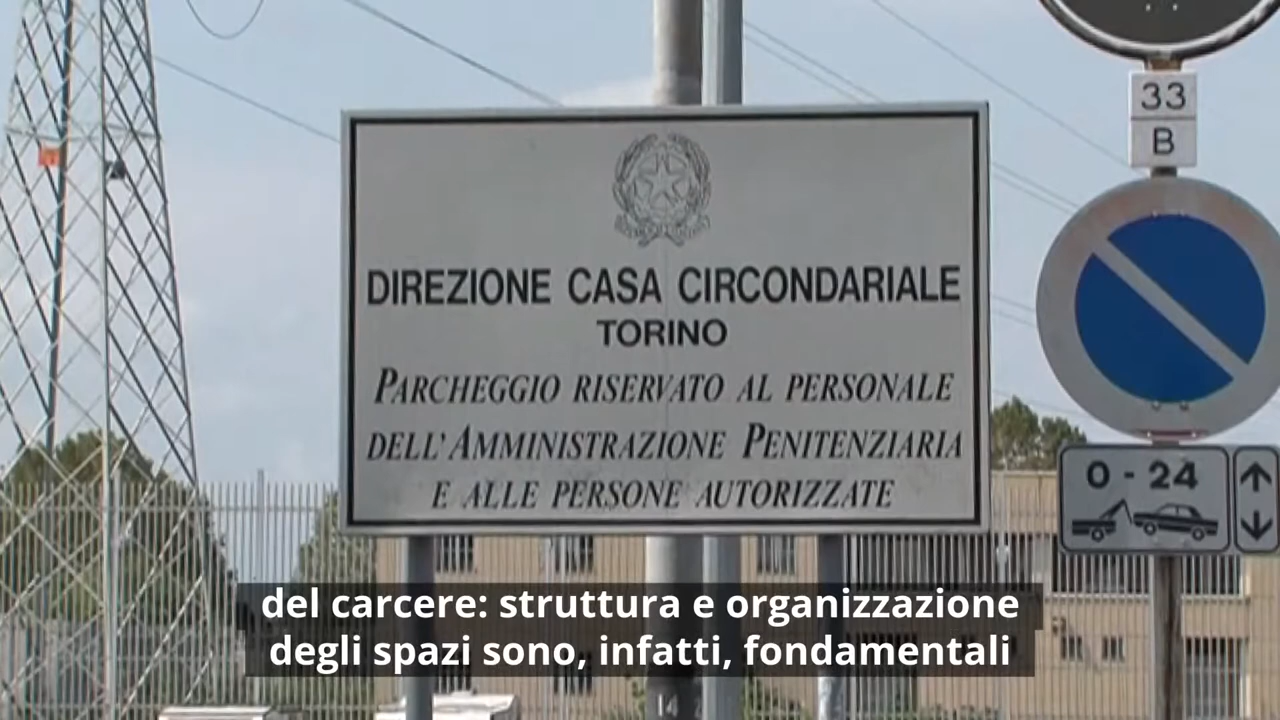 DIREZIONE CASA CIRCONDARIALE
TORINO
PARCHEGGIO RISERVATO AL PERSONALE
DELL'AMMINISTRAZIONE PENITENZIARIA
E ALLE PERSONE AUTORIZZATE
33
B
0 - 24
del carcere: struttura e organizzazione
degli spazi sono, infatti, fondamentali